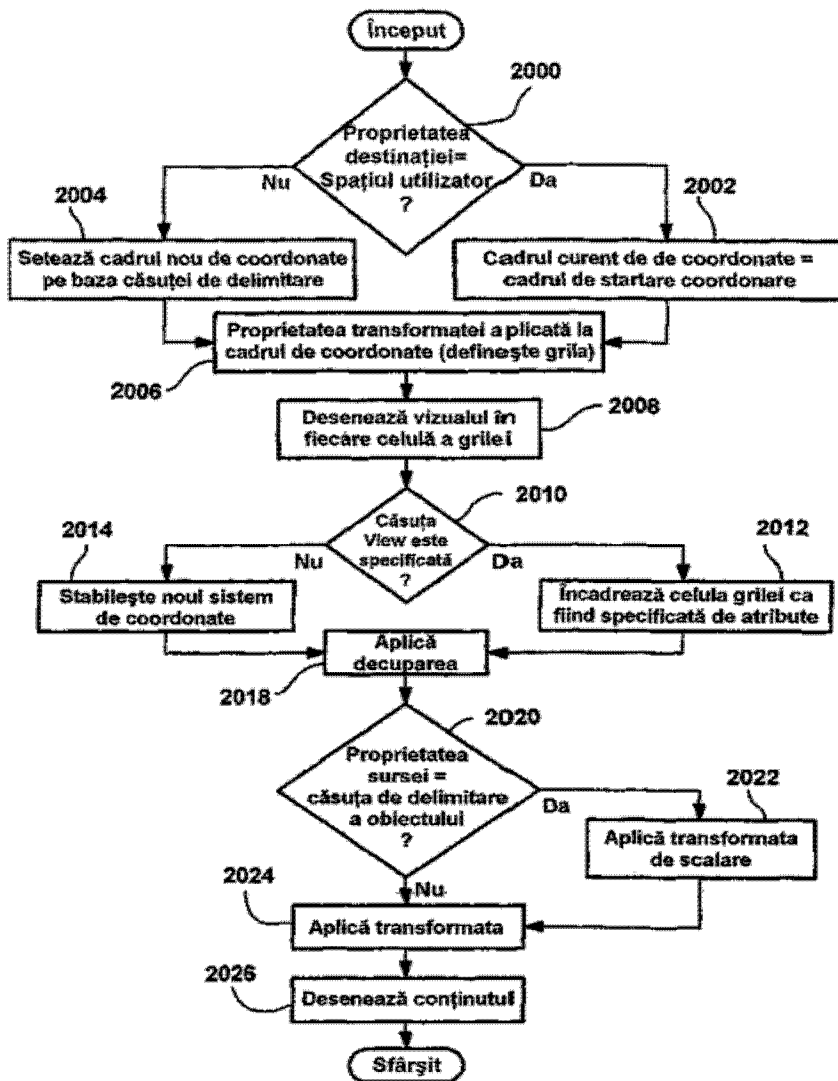 Început
2000
Proprietatea
destinației=
Spațiul utilizator
?
Nu
Da
2004
2002
Setează cadrul nou de coordonate
pe baza căsuței de delimitare
Cadrul curent de de coordonate =
cadrul de startare coordonare
Proprietatea transformatei aplicată la
cadrul de coordonate (definește grila)
2006
Desenează vizualul în
fiecare celulă a grilei
2008
2010
Căsuța
View este
specificată
?
Nu
Da
2014
2012
Stabilește noul sistem
de coordonate
Încadrează celula grilei ca
fiind specificată de atribute
Aplică
decuparea
2018
2020
Proprietatea
sursei =
căsuța de delimitare
a obiectului
?
Da
2022
Aplică transformata
de scalare
Nu
2024
Aplică transformata
2026
Desenează conținutul
Sfârșit